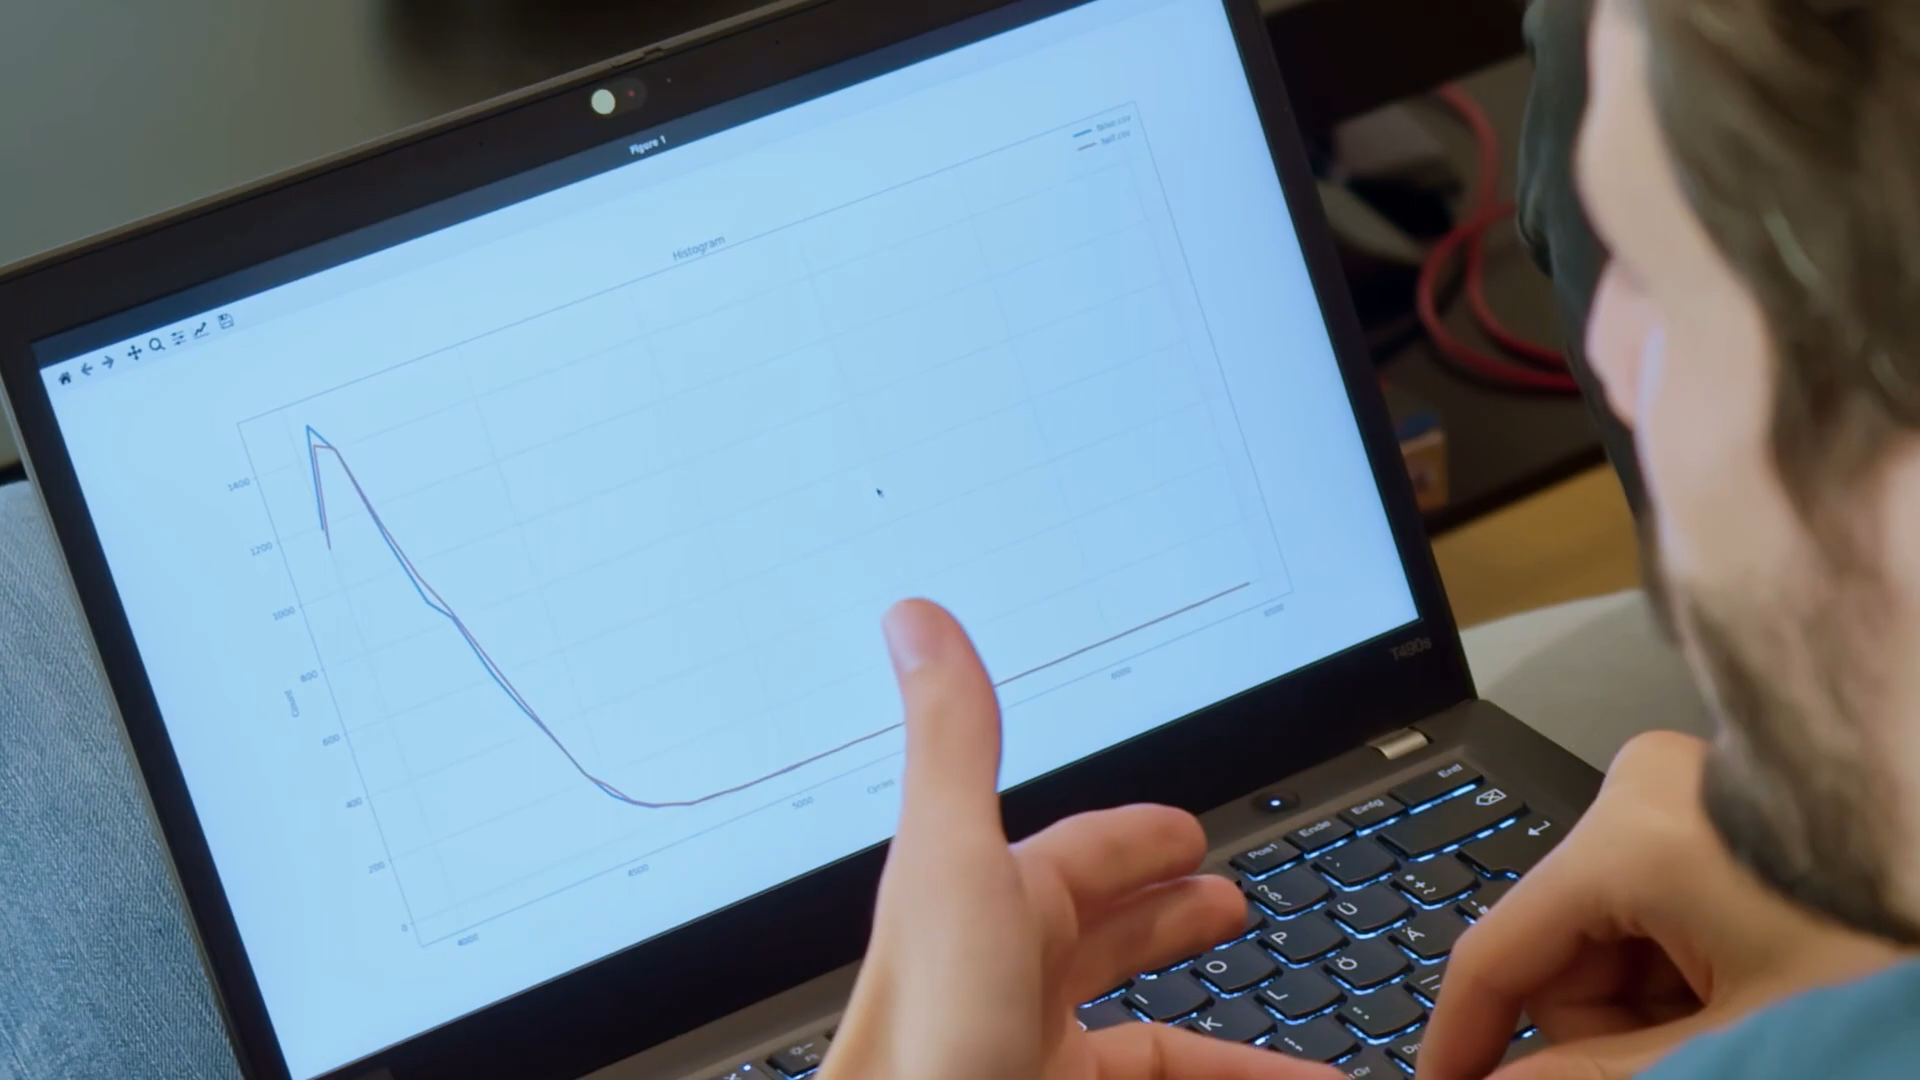 Figure 1
Histogram
1400
1200
1000
800
600
400
200
0
Count
4000
4500
5000
Cycles
6000
6500
T490s
Entf
Einfg
Ende
Pos1
Ü
P
Ä
O
Ö
I
L
K